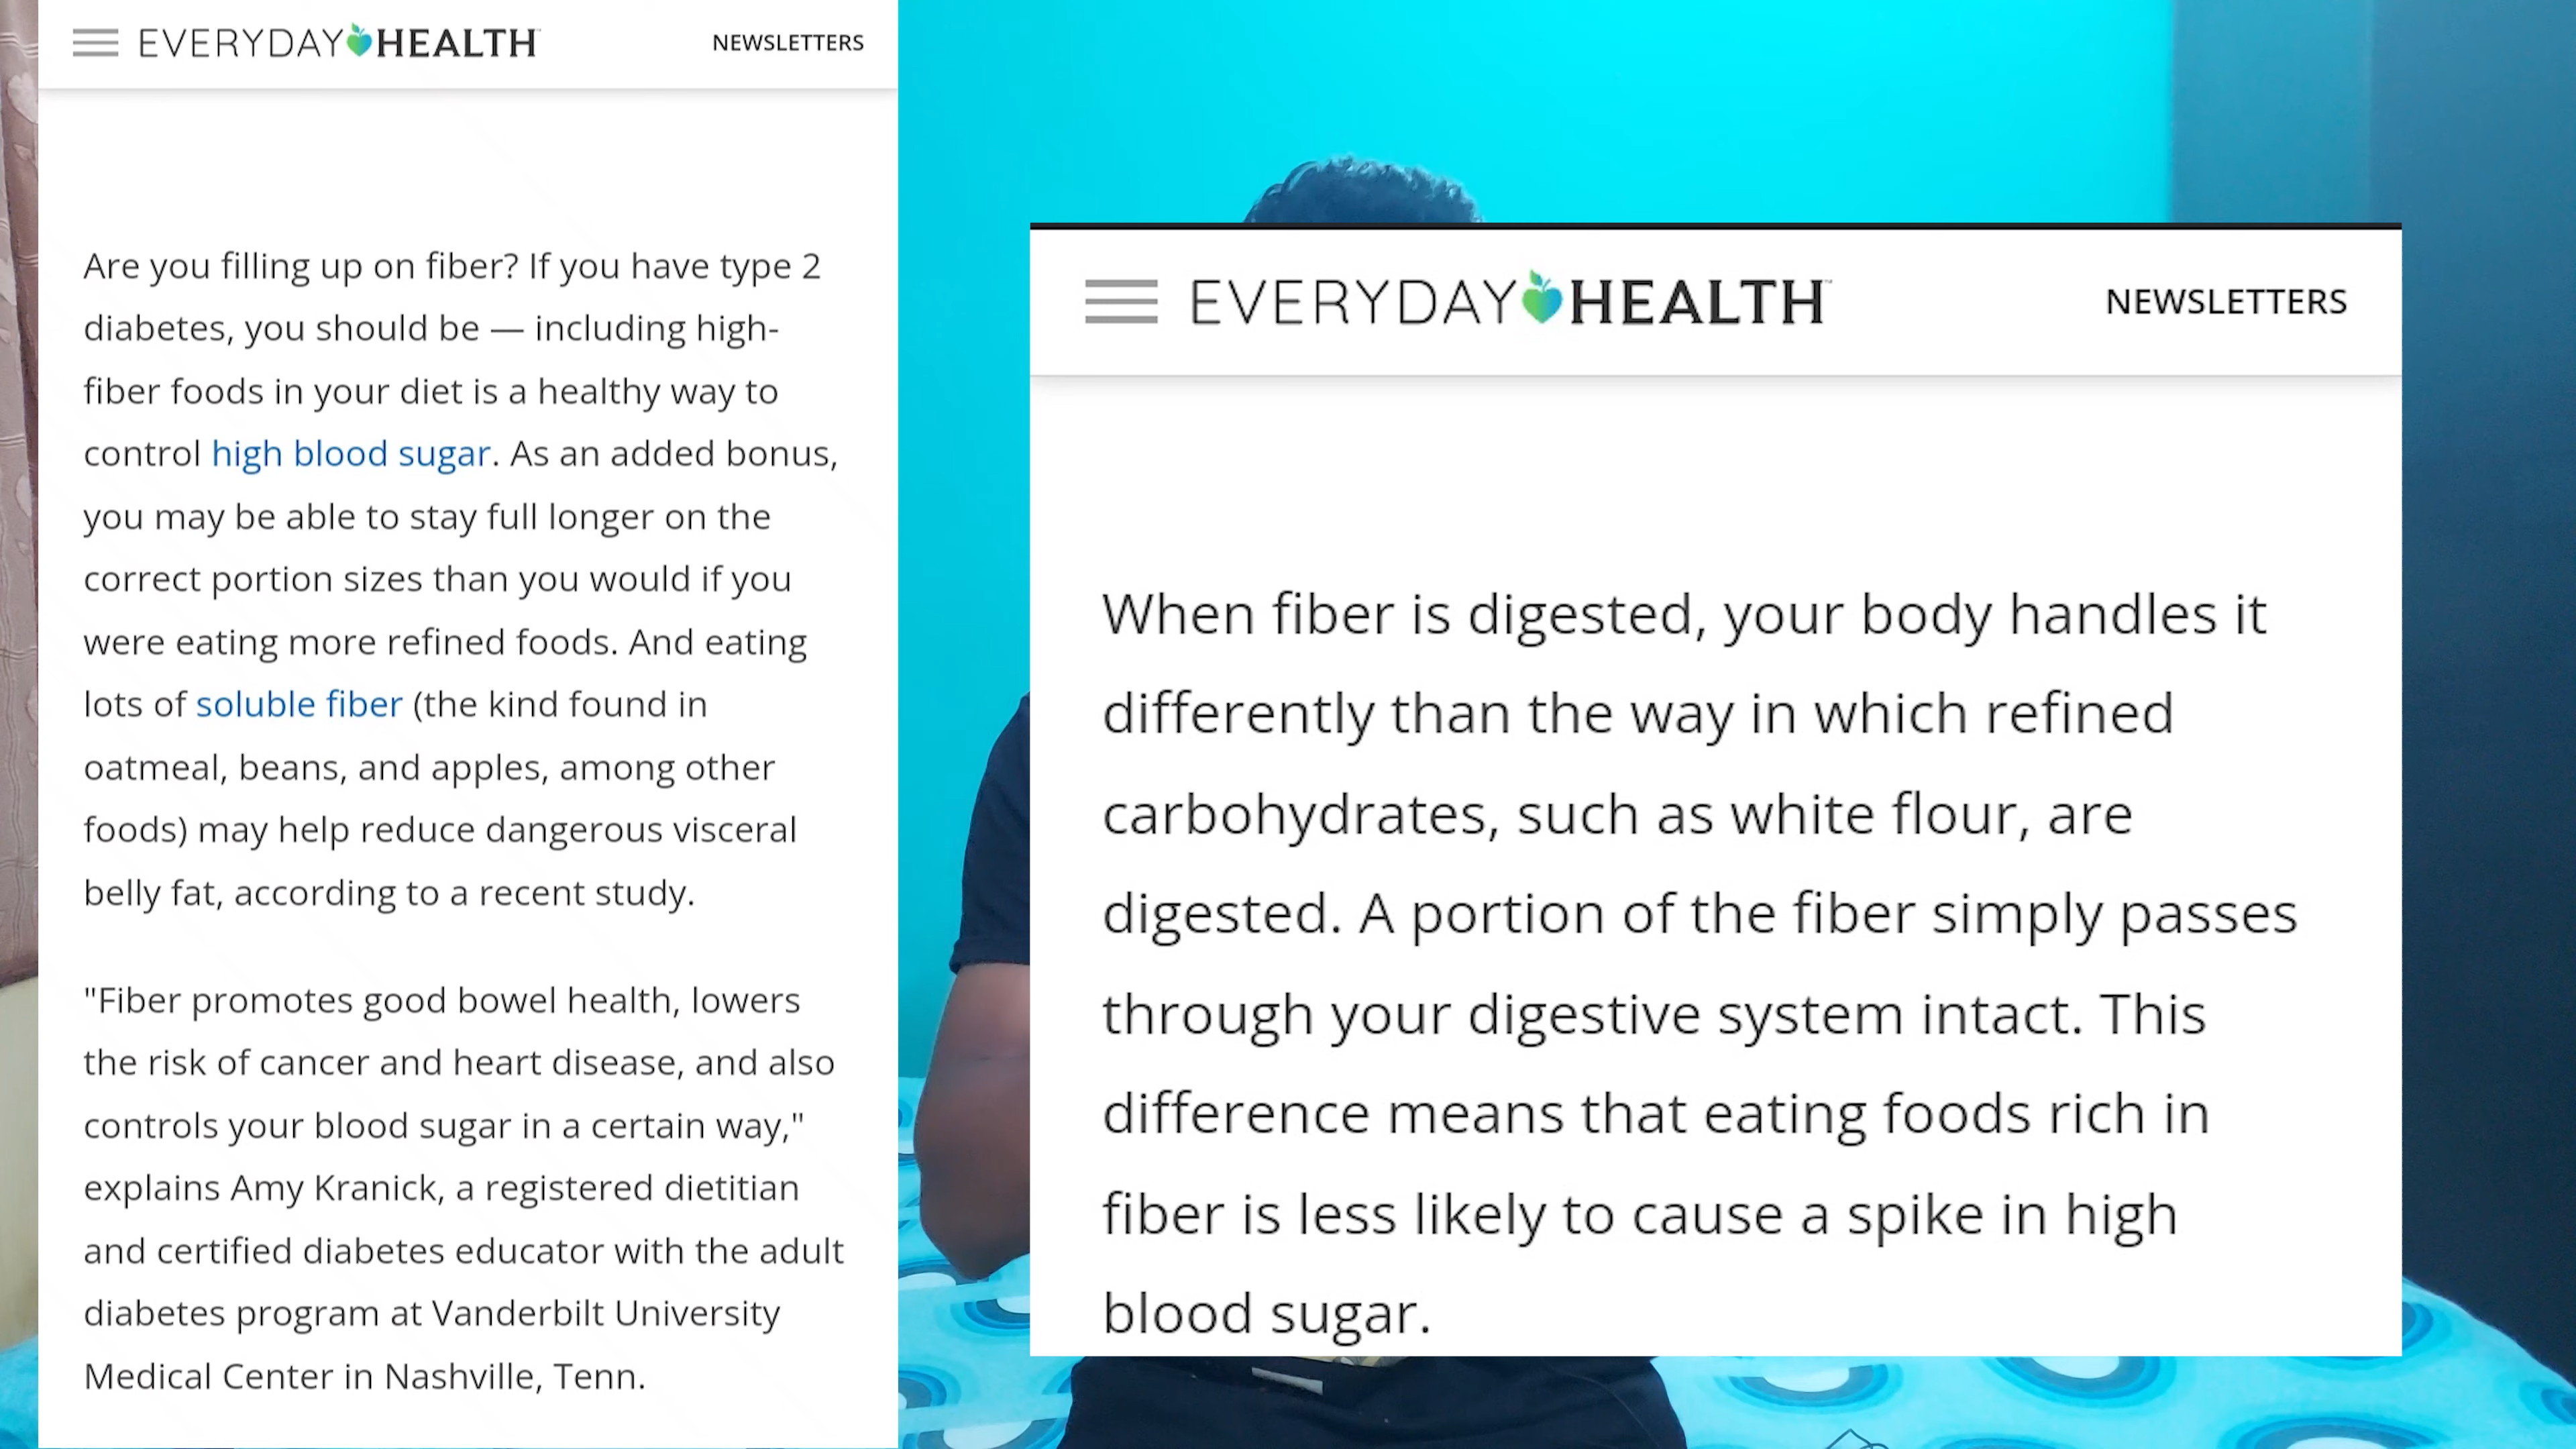 EVERYDAY HEALTH
NEWSLETTERS
Are you filling up on fiber? If you have type 2
diabetes, you should be — including high-
fiber foods in your diet is a healthy way to
control high blood sugar. As an added bonus,
you may be able to stay full longer on the
correct portion sizes than you would if you
were eating more refined foods. And eating
lots of soluble fiber (the kind found in
oatmeal, beans, and apples, among other
foods) may help reduce dangerous visceral
belly fat, according to a recent study.
"Fiber promotes good bowel health, lowers
the risk of cancer and heart disease, and also
controls your blood sugar in a certain way,"
explains Amy Kranick, a registered dietitian
and certified diabetes educator with the adult
diabetes program at Vanderbilt University
Medical Center in Nashville, Tenn.
EVERYDAY HEALTH
NEWSLETTERS
When fiber is digested, your body handles it
differently than the way in which refined
carbohydrates, such as white flour, are
digested. A portion of the fiber simply passes
through your digestive system intact. This
difference means that eating foods rich in
fiber is less likely to cause a spike in high
blood sugar.